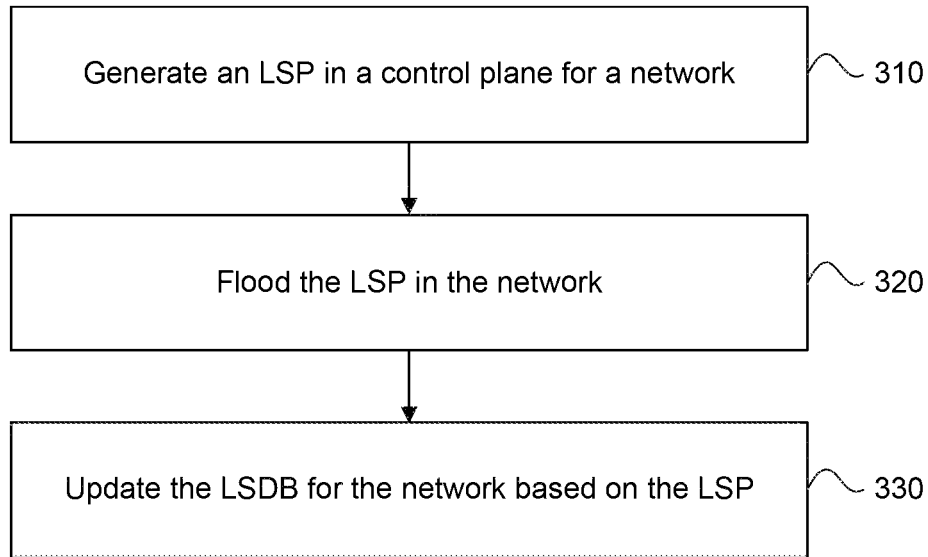 Generate an LSP in a control plane for a network
310
Flood the LSP in the network
320
Update the LSDB for the network based on the LSP
330